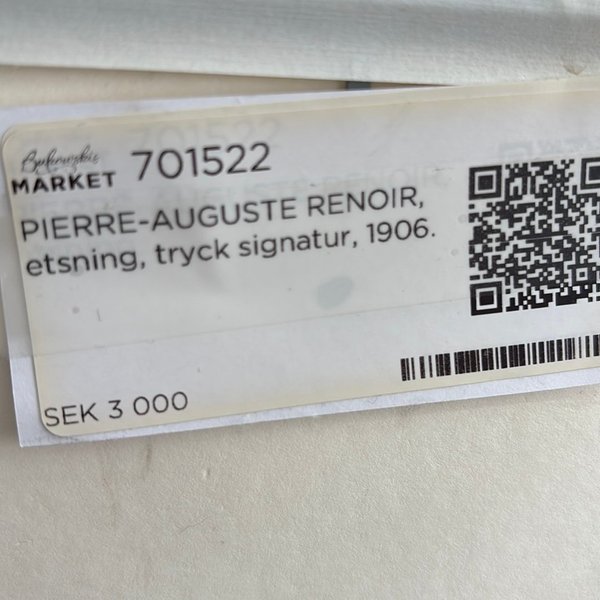 Bukowskis
MARKET 701522
PIERRE-AUGUSTE RENOIR,
etsning, tryck signatur, 1906.
SEK 3 000